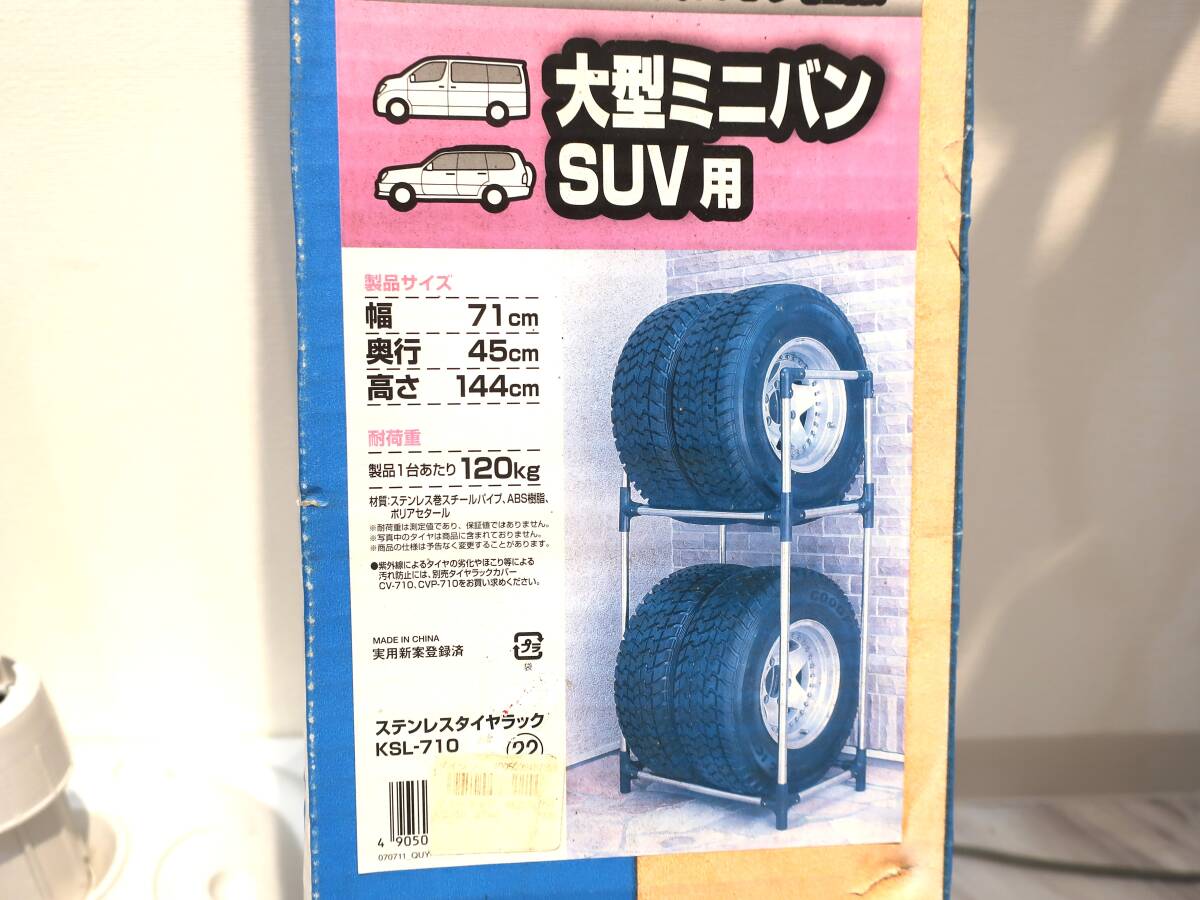 大型ミニバン
SUV用
製品サイズ
幅 71cm
奥行 45cm
高さ 144cm
耐荷重
製品1台あたり 120kg
材質:ステンレス巻スチールパイプ、ABS樹脂、
ポリアセタール
※耐荷重は測定値であり、保証値ではありません。
※写真中のタイヤは商品に含まれておりません。
※商品の仕様は予告なく変更することがあります。
●紫外線によるタイヤの劣化やほこり等による
汚れ防止には、別売タイヤラックカバー
CV-710、CVP-710をお買い求めください。
MADE IN CHINA
実用新案登録済
プラ
袋
ステンレスタイヤラック
KSL-710
22
4 9050
070711 QUY